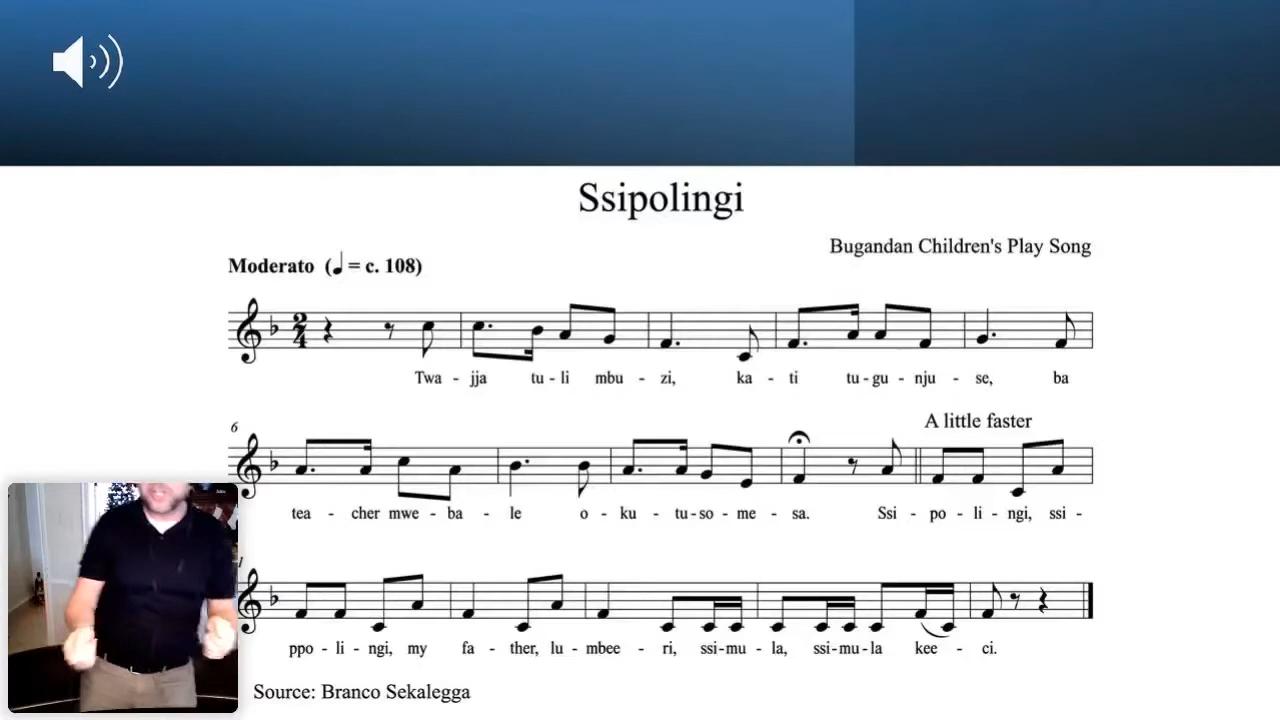 Ssipolingi
Bugandan Children's Play Song
Moderato (♩ = c. 108)
2/4
Twa - jja tu - li mbu - zi, ka - ti tu - gu - nju - se, ba
6
A little faster
tea - cher mwe - ba - le o - ku - tu - so - me - sa. Ssi - po - li - ngi, ssi -
ppo - li - ngi, my fa - ther, lu - mbee - ri, ssi - mu - la, ssi - mu - la kee - ci.
Source: Branco Sekalegga